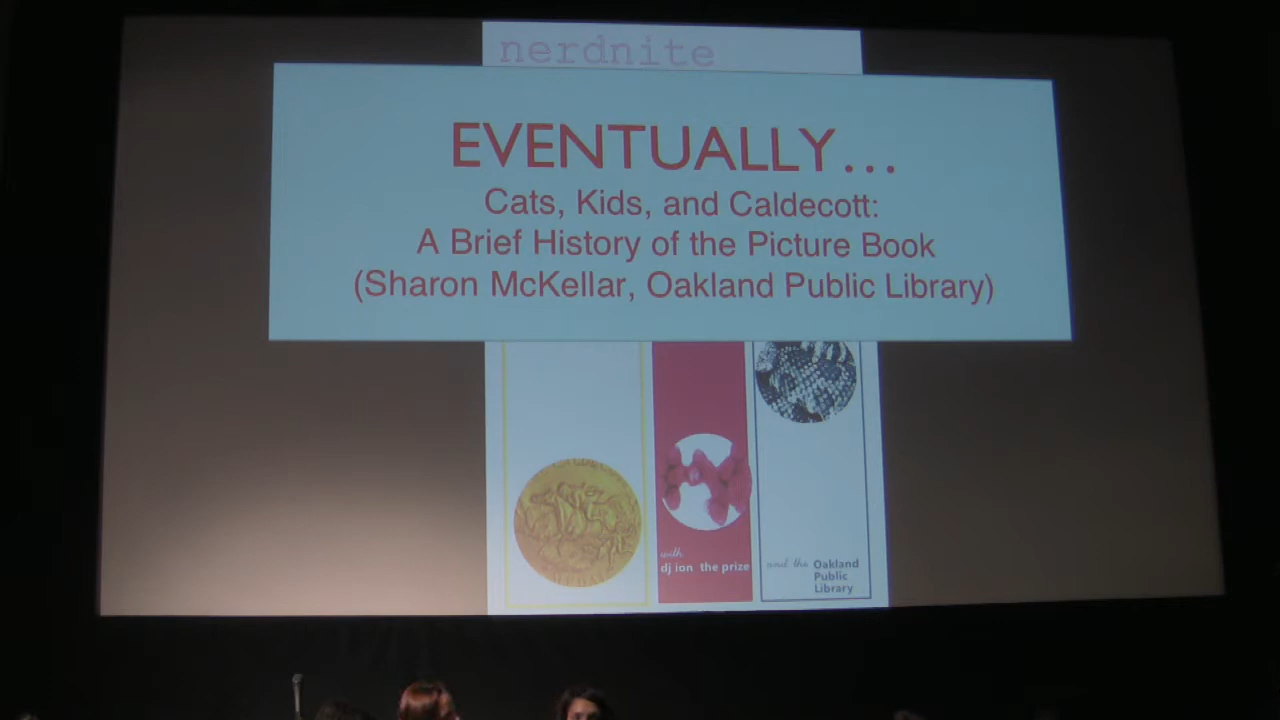 nerdnite
EVENTUALLY...
Cats, Kids, and Caldecott:
A Brief History of the Picture Book
(Sharon McKellar, Oakland Public Library)
with
dj ion the prize
and the Oakland
Public
Library